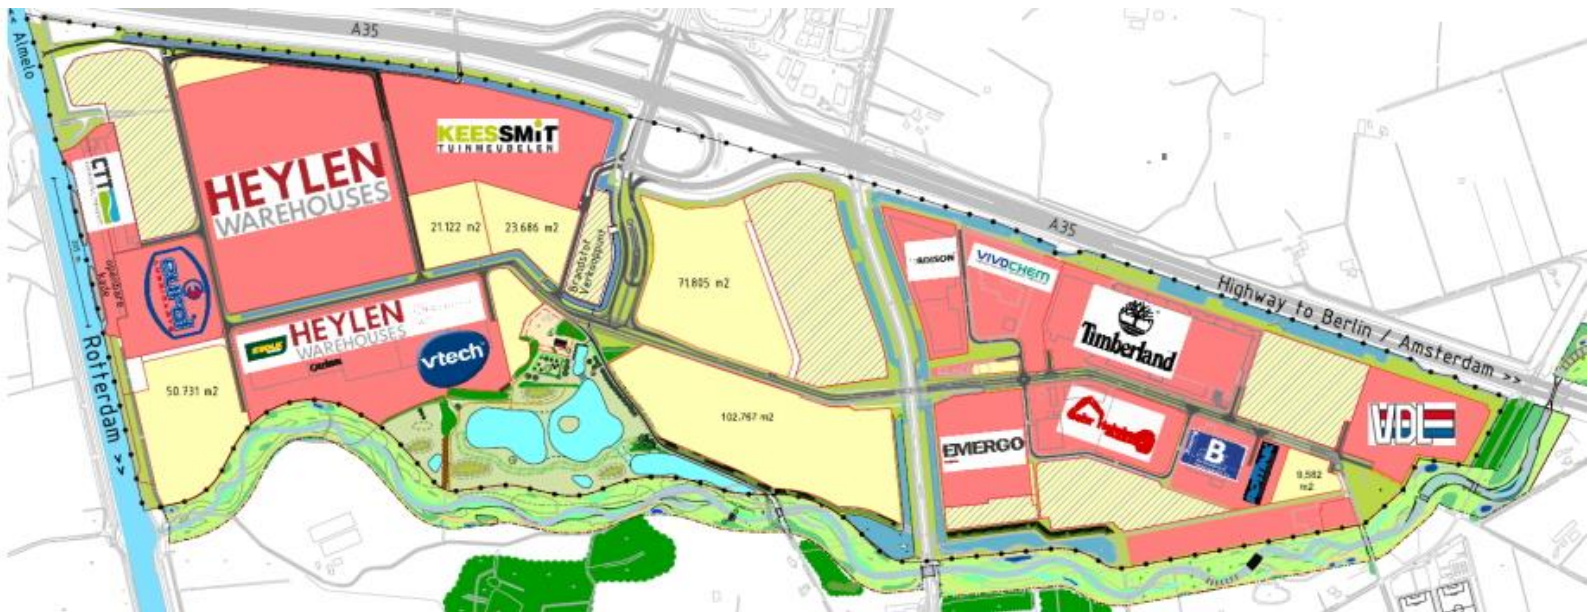 << Almelo
A35
KEESSMIT
TUINMEUBELEN
HEYLEN
WAREHOUSES
CTT
21.122 m2
23.686 m2
Brandstof
Verkooppunt
71.805 m2
A35
VIVOCHEM
Highway to Berlin / Amsterdam >>
Timberland
HEYLEN
WAREHOUSES
vtech
50.731 m2
Rotterdam >>
102.767 m2
EMERGO
B
VDL
9.582
m2